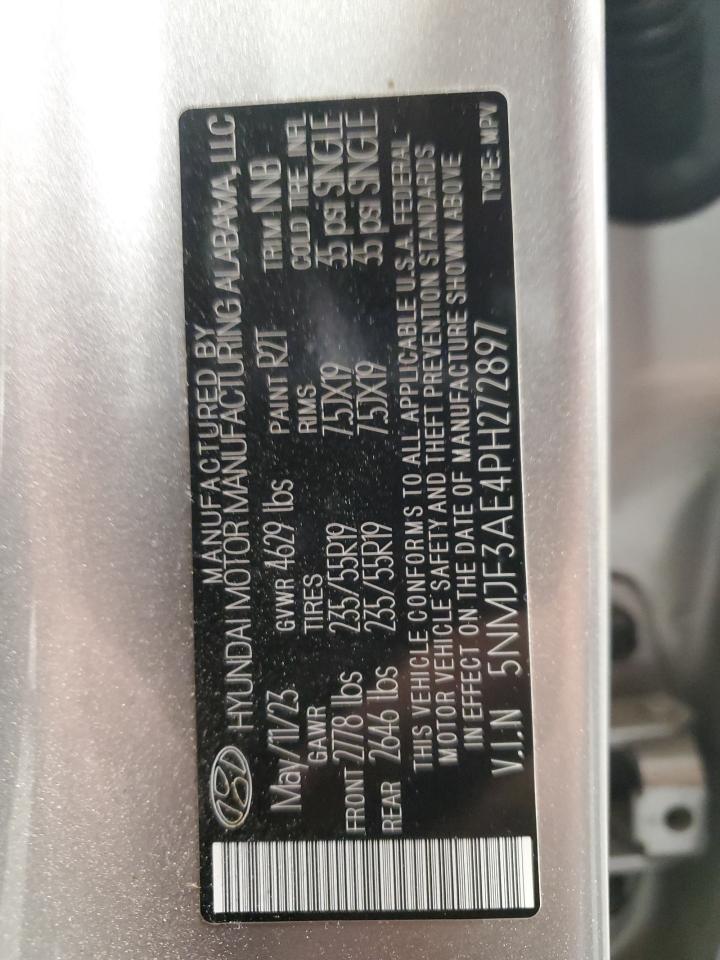 MANUFACTURED BY
HYUNDAI MOTOR MANUFACTURING ALABAMA, LLC
May/11/23 GVWR 4629 lbs PAINT R2T TRIM NNB
GAWR TIRES RIMS COLD TIRE INFL
FRONT 2778 lbs 235/55R19 7.5JX19 35 psi SINGLE
REAR 2646 lbs 235/55R19 7.5JX19 35 psi SINGLE
THIS VEHICLE CONFORMS TO ALL APPLICABLE U.S.A. FEDERAL
MOTOR VEHICLE SAFETY AND THEFT PREVENTION STANDARDS
IN EFFECT ON THE DATE OF MANUFACTURE SHOWN ABOVE
V.I.N 5NMJF3AE4PH272897 TYPE: MPV